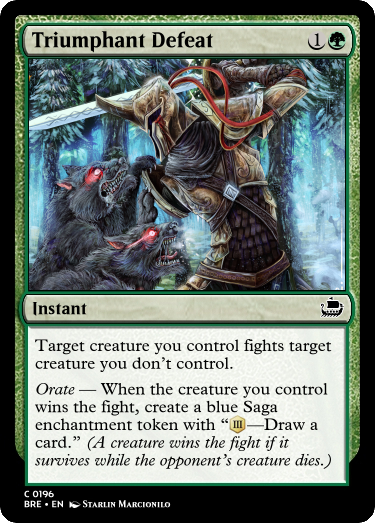 Triumphant Defeat 1
Instant
Target creature you control fights target
creature you don't control.
Orate — When the creature you control
wins the fight, create a blue Saga
enchantment token with “III—Draw a
card.” (A creature wins the fight if it
survives while the opponent's creature dies.)
C 0196
BRE • EN Starlin Marcionilo